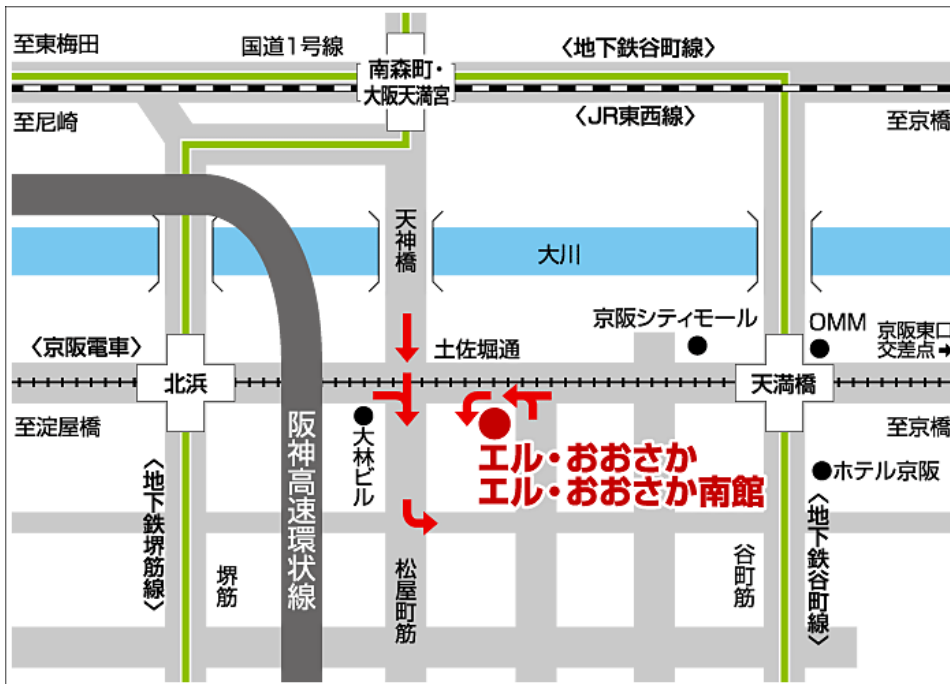 至東梅田
国道1号線
〈地下鉄谷町線〉
南森町・
大阪天満宮
至尼崎
〈JR東西線〉
至京橋
天神橋
大川
京阪シティモール
OMM
京阪東口
交差点➡
〈京阪電車〉
土佐堀通
北浜
天満橋
至淀屋橋
大林ビル
阪神高速環状線
エル・おおさか
エル・おおさか南館
至京橋
ホテル京阪
〈地下鉄堺筋線〉
堺筋
松屋町筋
谷町筋
〈地下鉄谷町線〉